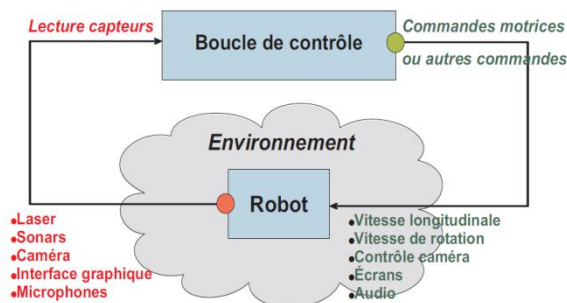 Lecture capteurs
Boucle de contrôle
Commandes motrices
ou autres commandes
Environnement
Robot
•Laser
•Sonars
•Caméra
•Interface graphique
•Microphones
•Vitesse longitudinale
•Vitesse de rotation
•Contrôle caméra
•Écrans
•Audio